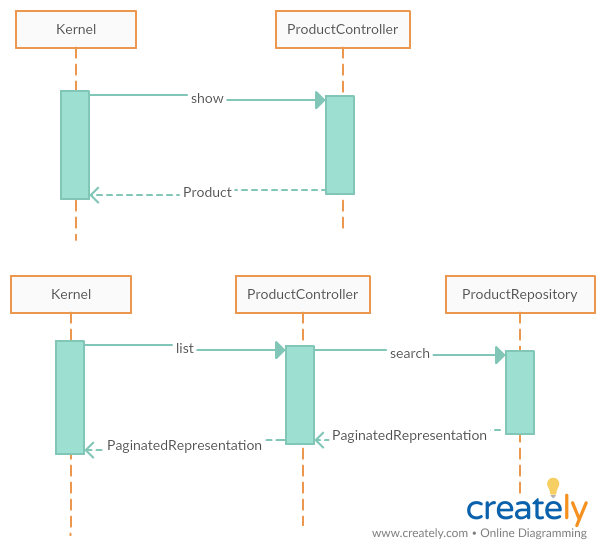 Kernel
ProductController
show
Product
Kernel
ProductController
ProductRepository
list
search
PaginatedRepresentation
PaginatedRepresentation
creately
www.creately.com • Online Diagramming